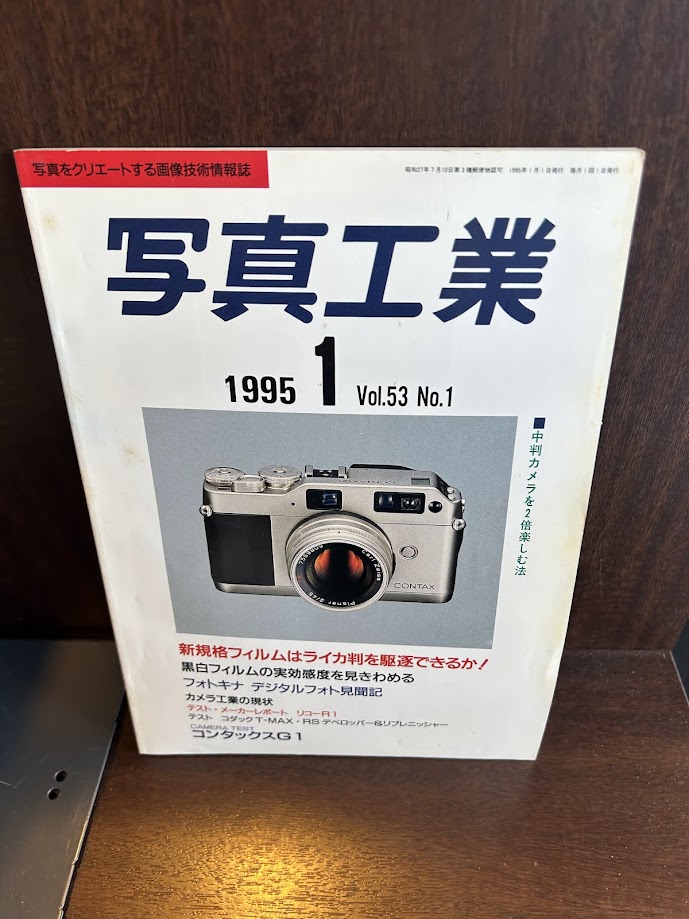 写真をクリエートする画像技術情報誌
昭和27年7月10日第3種郵便物認可 1995年1月1日発行 毎月1回1日発行
写真工業
1995 1 Vol.53 No.1
■中判カメラを2倍楽しむ法
Carl Zeiss
Planar 2/45
CONTAX
新規格フィルムはライカ判を駆逐できるか!
黒白フィルムの実効感度を見きわめる
フォトキナ デジタルフォト見聞記
カメラ工業の現状
テスト・メーカーレポート リコーR1
テスト コダックT-MAX・RSデベロッパー&リプレニッシャー
CAMERA TEST
コンタックスG1